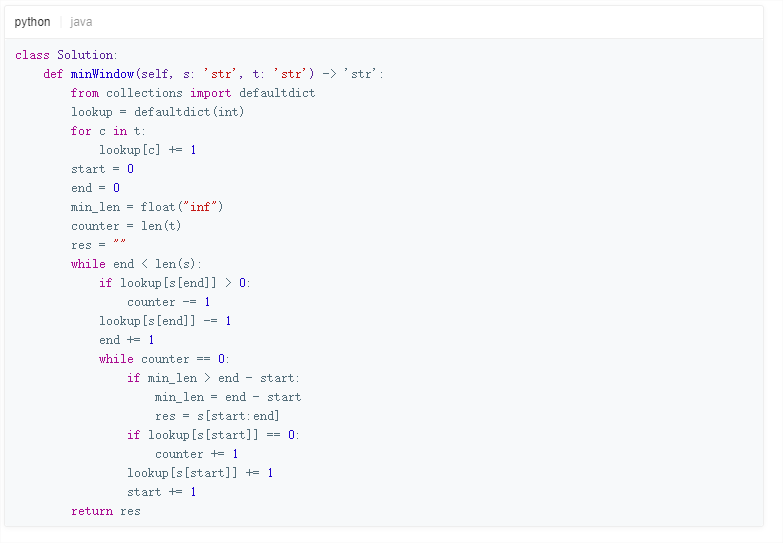 python java
class Solution:
    def minWindow(self, s: 'str', t: 'str') -> 'str':
        from collections import defaultdict
        lookup = defaultdict(int)
        for c in t:
            lookup[c] += 1
        start = 0
        end = 0
        min_len = float("inf")
        counter = len(t)
        res = ""
        while end < len(s):
            if lookup[s[end]] > 0:
                counter -= 1
            lookup[s[end]] -= 1
            end += 1
            while counter == 0:
                if min_len > end - start:
                    min_len = end - start
                    res = s[start:end]
                if lookup[s[start]] == 0:
                    counter += 1
                lookup[s[start]] += 1
                start += 1
        return res